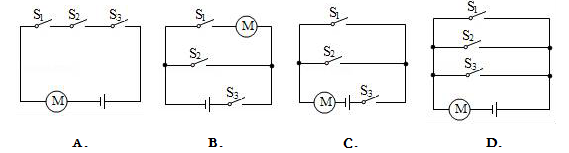 S₁ S₂ S₃
M
A.
S₁ M
S₂
S₃
B.
S₁
S₂
M S₃
C.
S₁
S₂
S₃
M
D.